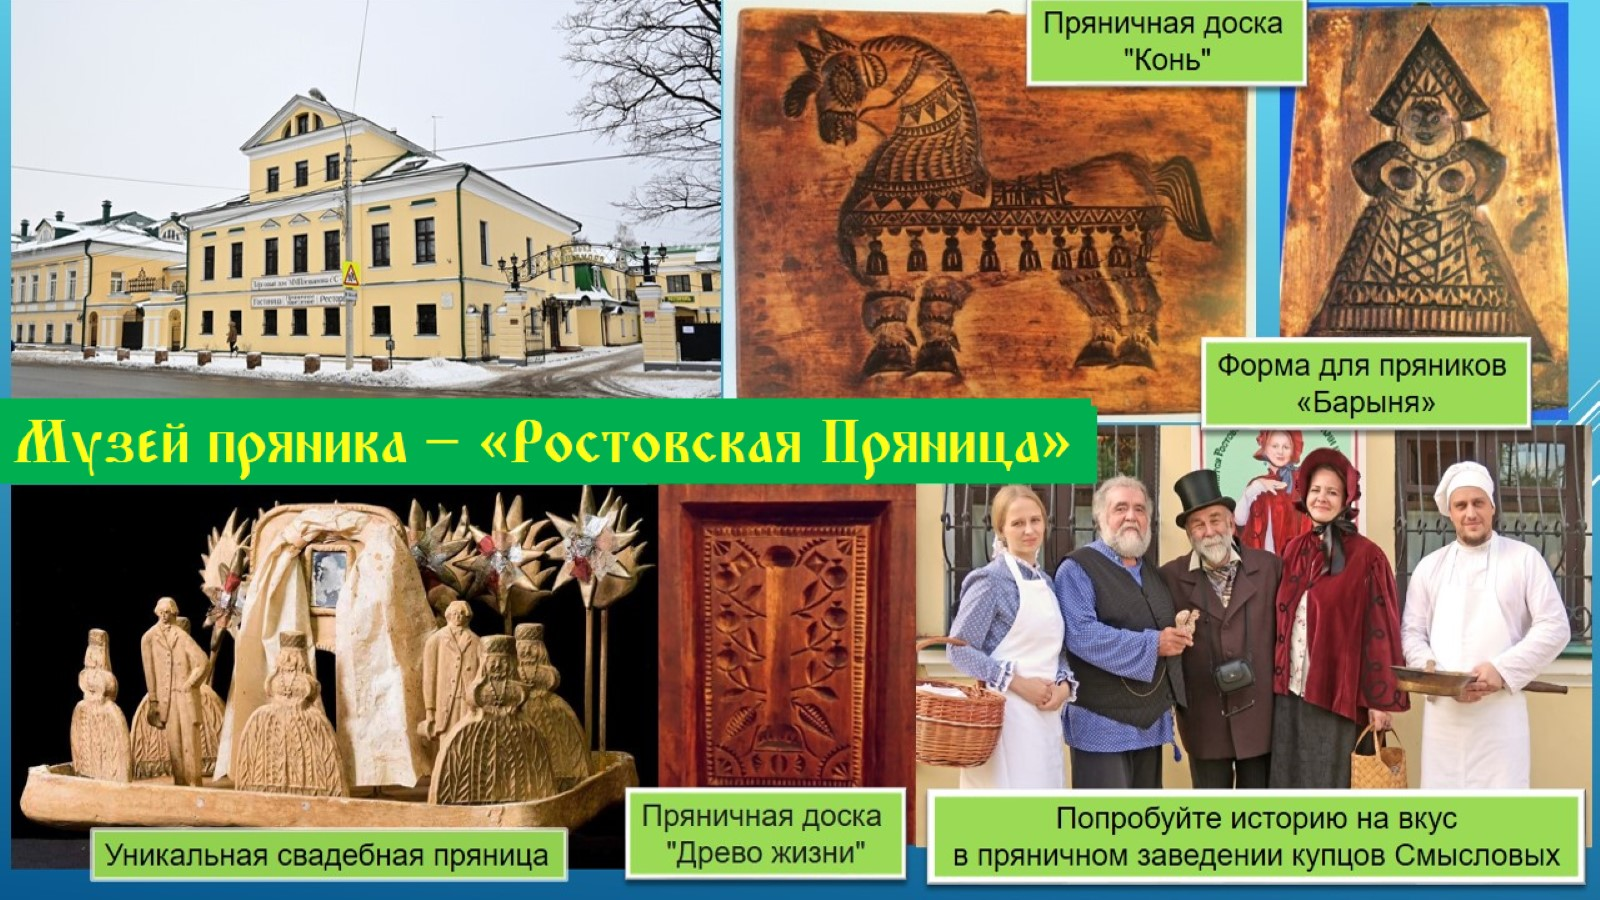 Пряничная доска
"Конь"
Форма для пряников
«Барыня»
Музей пряника – «Ростовская Пряница»
Уникальная свадебная пряница
Пряничная доска
"Древо жизни"
Попробуйте историю на вкус
в пряничном заведении купцов Смысловых